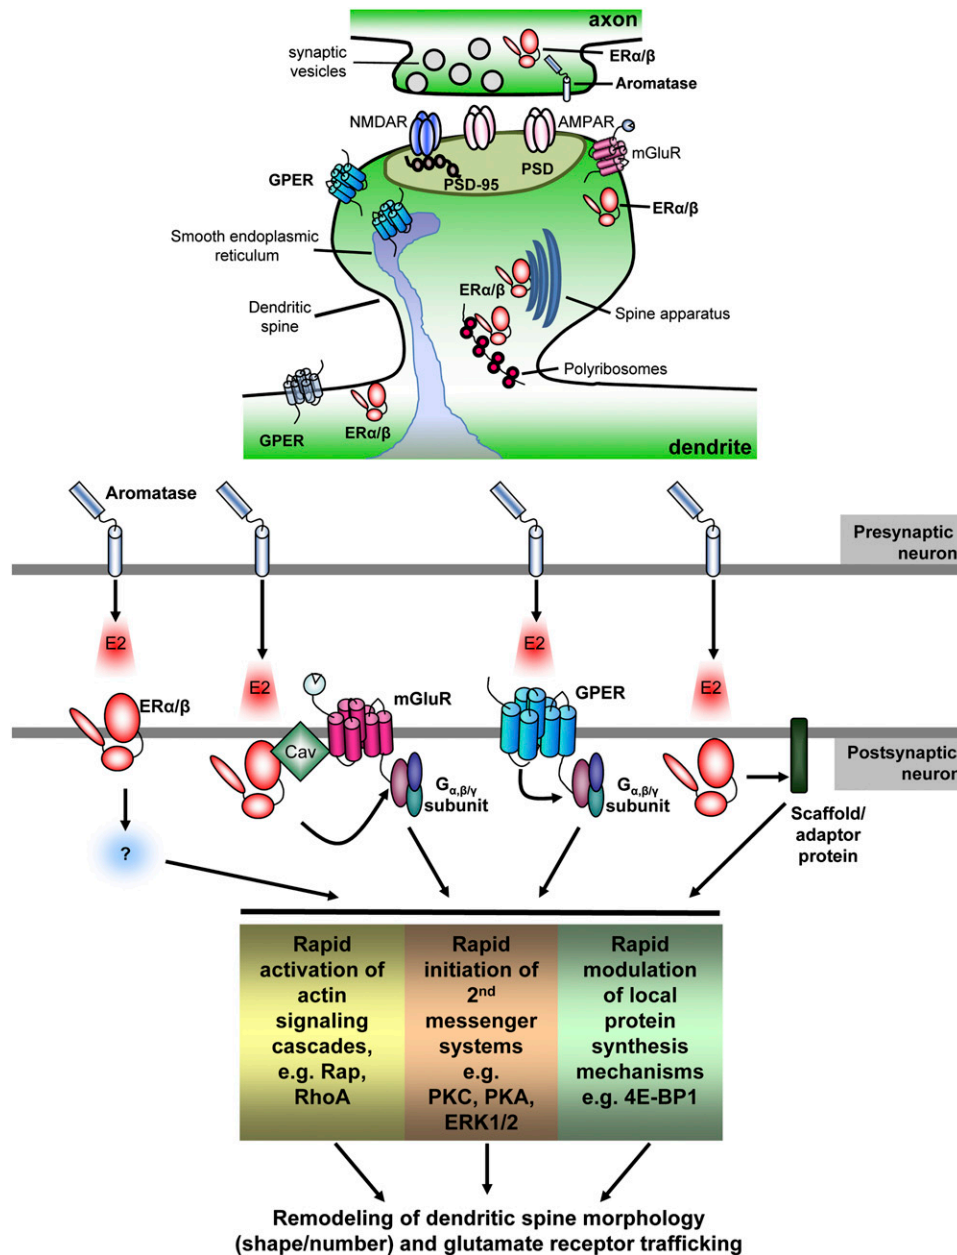 axon
synaptic
vesicles
ERα/β
Aromatase
NMDAR
AMPAR
mGluR
GPER
PSD
PSD-95
ERα/β
Smooth endoplasmic
reticulum
ERα/β
Dendritic
spine
Spine apparatus
Polyribosomes
GPER
ERα/β
dendrite
Aromatase
Presynaptic
neuron
E2
E2
E2
E2
ERα/β
mGluR
GPER
Cav
Postsynaptic
neuron
Gα,β/γ
subunit
Gα,β/γ
subunit
Scaffold/
adaptor
protein
?
Rapid
activation of
actin
signaling
cascades,
e.g. Rap,
RhoA
Rapid
initiation of
2nd
messenger
systems
e.g.
PKC, PKA,
ERK1/2
Rapid
modulation
of local
protein
synthesis
mechanisms
e.g. 4E-BP1
Remodeling of dendritic spine morphology
(shape/number) and glutamate receptor trafficking